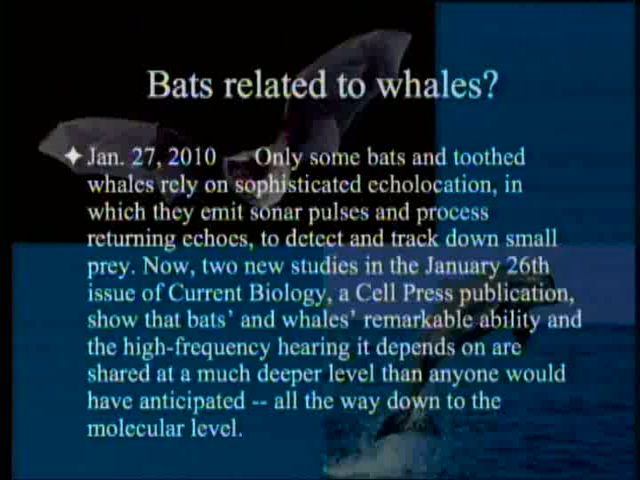 Bats related to whales?
Jan. 27, 2010 — Only some bats and toothed
whales rely on sophisticated echolocation, in
which they emit sonar pulses and process
returning echoes, to detect and track down small
prey. Now, two new studies in the January 26th
issue of Current Biology, a Cell Press publication,
show that bats' and whales' remarkable ability and
the high-frequency hearing it depends on are
shared at a much deeper level than anyone would
have anticipated -- all the way down to the
molecular level.